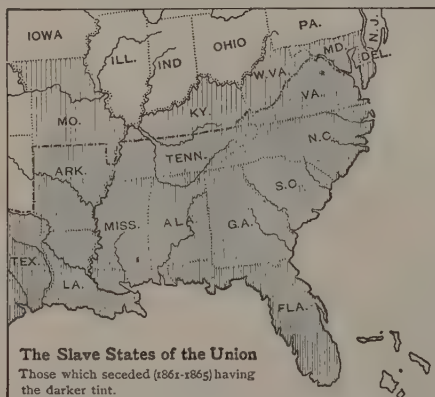 IOWA
ILL.
IND
OHIO
PA.
N.J.
MD.
DEL.
W.VA.
VA.
KY.
MO.
N.C.
TENN.
ARK.
S.C.
MISS.
ALA.
GA.
TEX.
LA.
FLA.
The Slave States of the Union
Those which seceded (1861-1865) having
the darker tint.